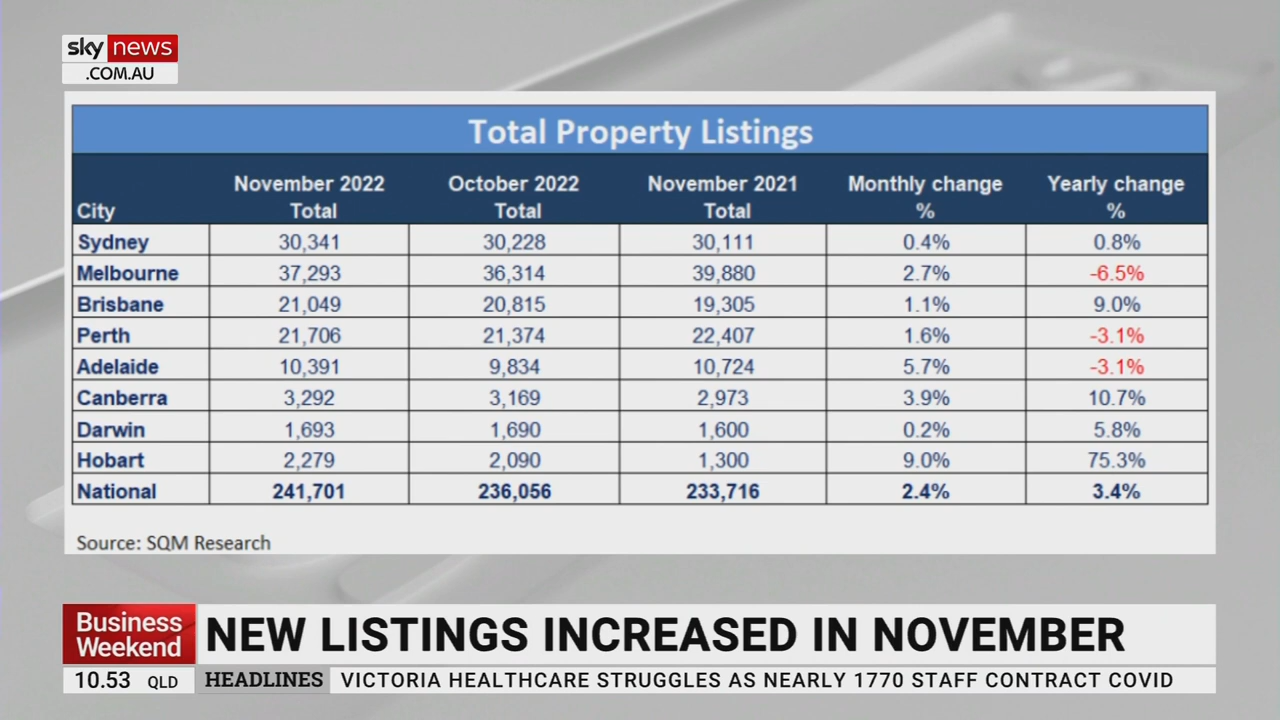 sky news
.COM.AU
Total Property Listings
City November 2022 Total October 2022 Total November 2021 Total Monthly change % Yearly change %
Sydney 30,341 30,228 30,111 0.4% 0.8%
Melbourne 37,293 36,314 39,880 2.7% -6.5%
Brisbane 21,049 20,815 19,305 1.1% 9.0%
Perth 21,706 21,374 22,407 1.6% -3.1%
Adelaide 10,391 9,834 10,724 5.7% -3.1%
Canberra 3,292 3,169 2,973 3.9% 10.7%
Darwin 1,693 1,690 1,600 0.2% 5.8%
Hobart 2,279 2,090 1,300 9.0% 75.3%
National 241,701 236,056 233,716 2.4% 3.4%
Source: SQM Research
Business
Weekend
NEW LISTINGS INCREASED IN NOVEMBER
10.53 QLD HEADLINES VICTORIA HEALTHCARE STRUGGLES AS NEARLY 1770 STAFF CONTRACT COVID